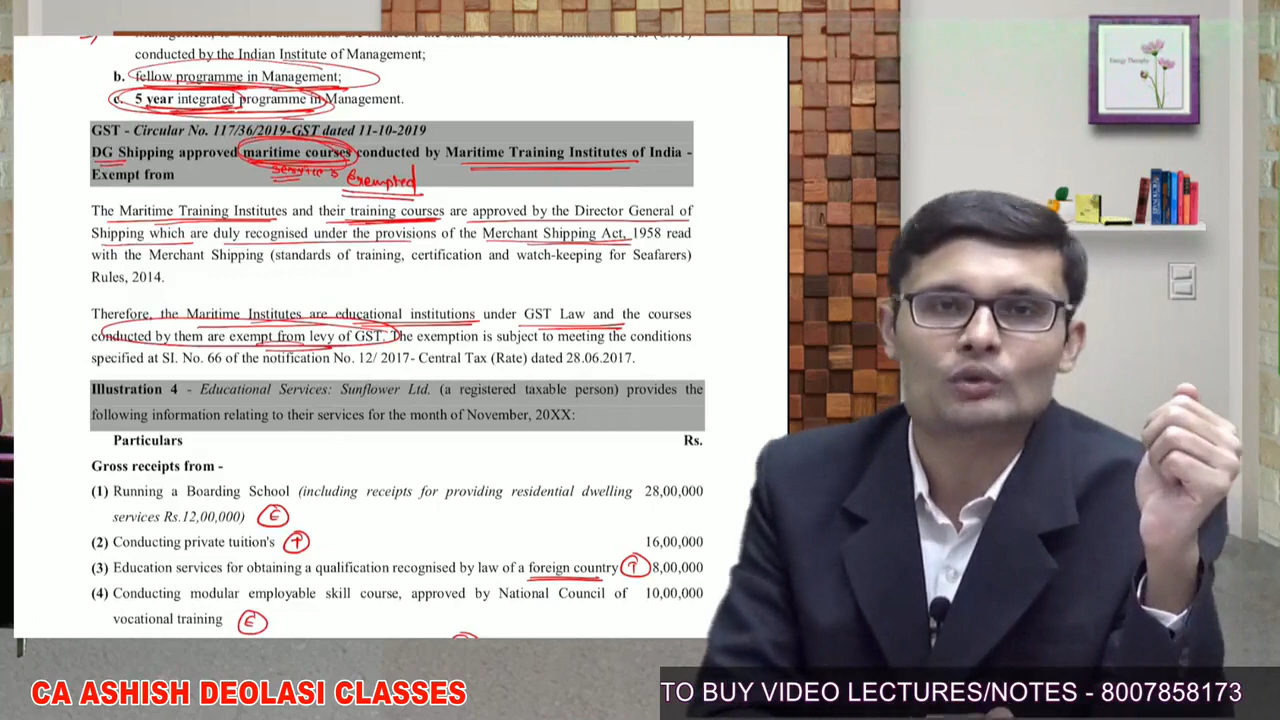 conducted by the Indian Institute of Management;
b. fellow programme in Management;
c. 5 year integrated programme in Management.
GST - Circular No. 117/36/2019-GST dated 11-10-2019
DG Shipping approved maritime courses conducted by Maritime Training Institutes of India -
Exempt from
services Exempted
The Maritime Training Institutes and their training courses are approved by the Director General of
Shipping which are duly recognised under the provisions of the Merchant Shipping Act, 1958 read
with the Merchant Shipping (standards of training, certification and watch-keeping for Seafarers)
Rules, 2014.
Therefore, the Maritime Institutes are educational institutions under GST Law and the courses
conducted by them are exempt from levy of GST. The exemption is subject to meeting the conditions
specified at SI. No. 66 of the notification No. 12/ 2017- Central Tax (Rate) dated 28.06.2017.
Illustration 4 - Educational Services: Sunflower Ltd. (a registered taxable person) provides the
following information relating to their services for the month of November, 20XX:
Particulars Rs.
Gross receipts from -
(1) Running a Boarding School (including receipts for providing residential dwelling 28,00,000
services Rs.12,00,000) E
(2) Conducting private tuition's T 16,00,000
(3) Education services for obtaining a qualification recognised by law of a foreign country T 8,00,000
(4) Conducting modular employable skill course, approved by National Council of 10,00,000
vocational training E
Energy Theraphy
CA ASHISH DEOLASI CLASSES
TO BUY VIDEO LECTURES/NOTES - 8007858173